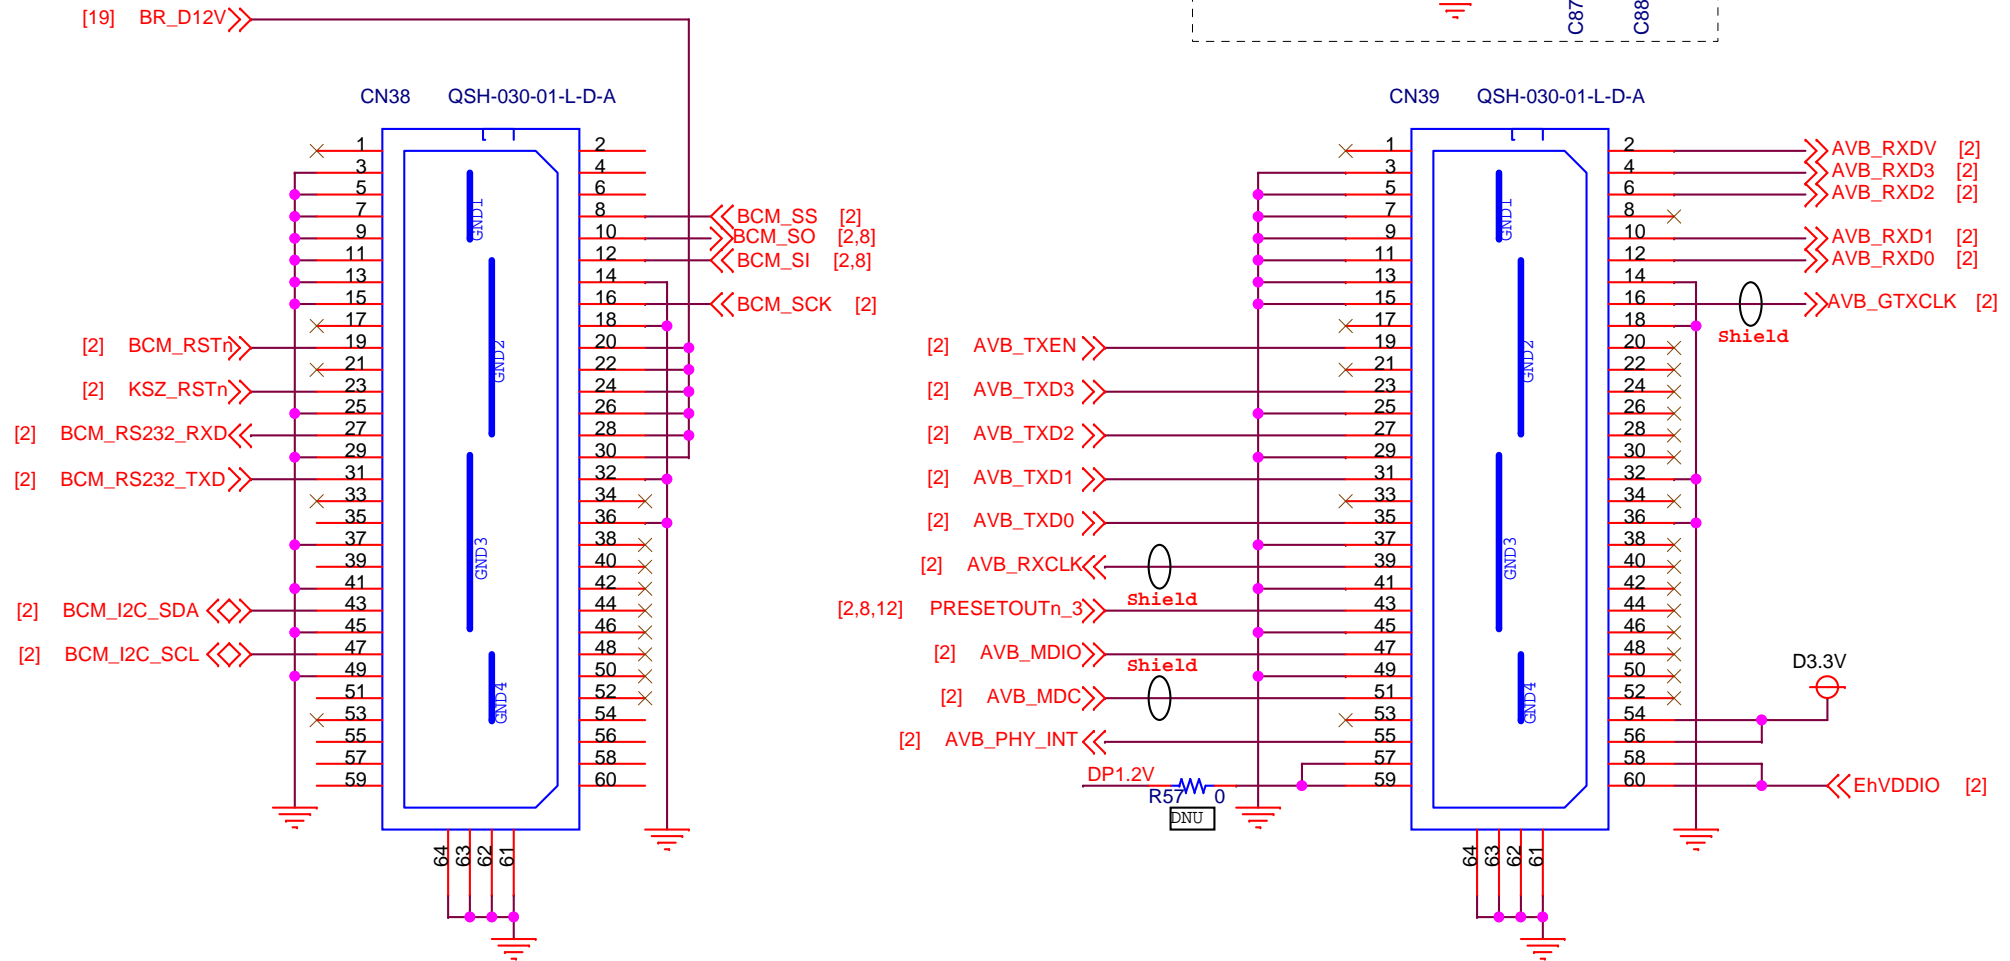 [19] BR_D12V
C87
C88
CN38 QSH-030-01-L-D-A
1 2
3 4
5 6
7 8 BCM_SS [2]
9 10 BCM_SO [2,8]
11 12 BCM_SI [2,8]
13 14
15 16 BCM_SCK [2]
17 18
[2] BCM_RSTn 19 20
21 22
[2] KSZ_RSTn 23 24
25 26
[2] BCM_RS232_RXD 27 28
29 30
[2] BCM_RS232_TXD 31 32
33 34
35 36
37 38
39 40
41 42
[2] BCM_I2C_SDA 43 44
45 46
[2] BCM_I2C_SCL 47 48
49 50
51 52
53 54
55 56
57 58
59 60
GND1
GND2
GND3
GND4
64 63 62 61
CN39 QSH-030-01-L-D-A
1 2 AVB_RXDV [2]
3 4 AVB_RXD3 [2]
5 6 AVB_RXD2 [2]
7 8
9 10 AVB_RXD1 [2]
11 12 AVB_RXD0 [2]
13 14
15 16 AVB_GTXCLK [2]
17 18 Shield
[2] AVB_TXEN 19 20
21 22
[2] AVB_TXD3 23 24
25 26
[2] AVB_TXD2 27 28
29 30
[2] AVB_TXD1 31 32
33 34
[2] AVB_TXD0 35 36
37 38
[2] AVB_RXCLK 39 40
Shield 41 42
[2,8,12] PRESETOUTn_3 43 44
45 46
[2] AVB_MDIO 47 48
Shield 49 50 D3.3V
[2] AVB_MDC 51 52
53 54
[2] AVB_PHY_INT 55 56
57 58
DP1.2V 59 60 EhVDDIO [2]
R57 0
DNU
GND1
GND2
GND3
GND4
64 63 62 61